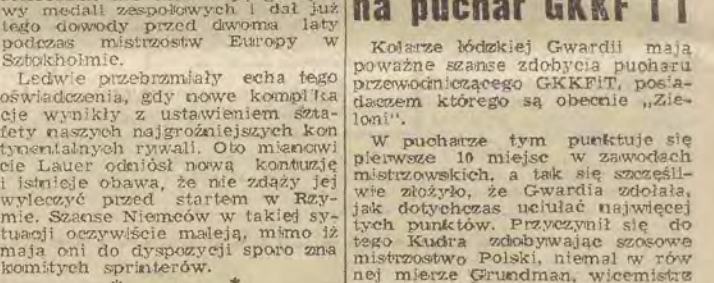 wy medali zespołowych i dał już
tego dowody przed dwoma laty
podczas mistrzostw Europy w
Sztokholmie.
Ledwie przebrzmiały echa tego
oświadczenia, gdy nowe kompl'ka
cje wynikły z ustawieniem szta-
fety naszych najgroźniejszych kon
tynentalnych rywali. Oto mianowi
cie Lauer odniósł nową kontuzję
i istnieje obawa, że nie zdąży jej
wyleczyć przed startem w Rzy-
mie. Szanse Niemców w takiej sy-
tuacji oczywiście maleją, mimo iż
mają oni do dyspozycji sporo zna
komitych sprinterów.
* *
na puchar GKKFiT
Kolarze łódzkiej Gwardii mają
poważne szanse zdobycia pucharu
przewodniczącego GKKFiT, posia-
daczem którego są obecnie „Zie-
loni".
W pucharze tym punktuje się
pierwsze 10 miejsc w zawodach
mistrzowskich, a tak się szczęśli-
wie złożyło, że Gwardia zdołała,
jak dotychczas uciułać najwięcej
tych punktów. Przyczynił się do
tego Kudra zdobywając szosowe
mistrzostwo Polski, niemal w rów
nej mierze Grundman, wicemistrz